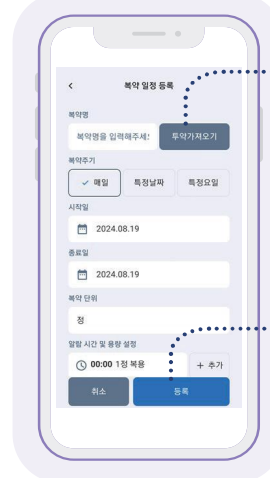 복약 일정 등록
복약명
복약명을 입력해주세요 투약가져오기
복약주기
매일 특정날짜 특정요일
시작일
2024.08.19
종료일
2024.08.19
복약 단위
정
알람 시간 및 용량 설정
00:00 1정 복용 + 추가
취소 등록